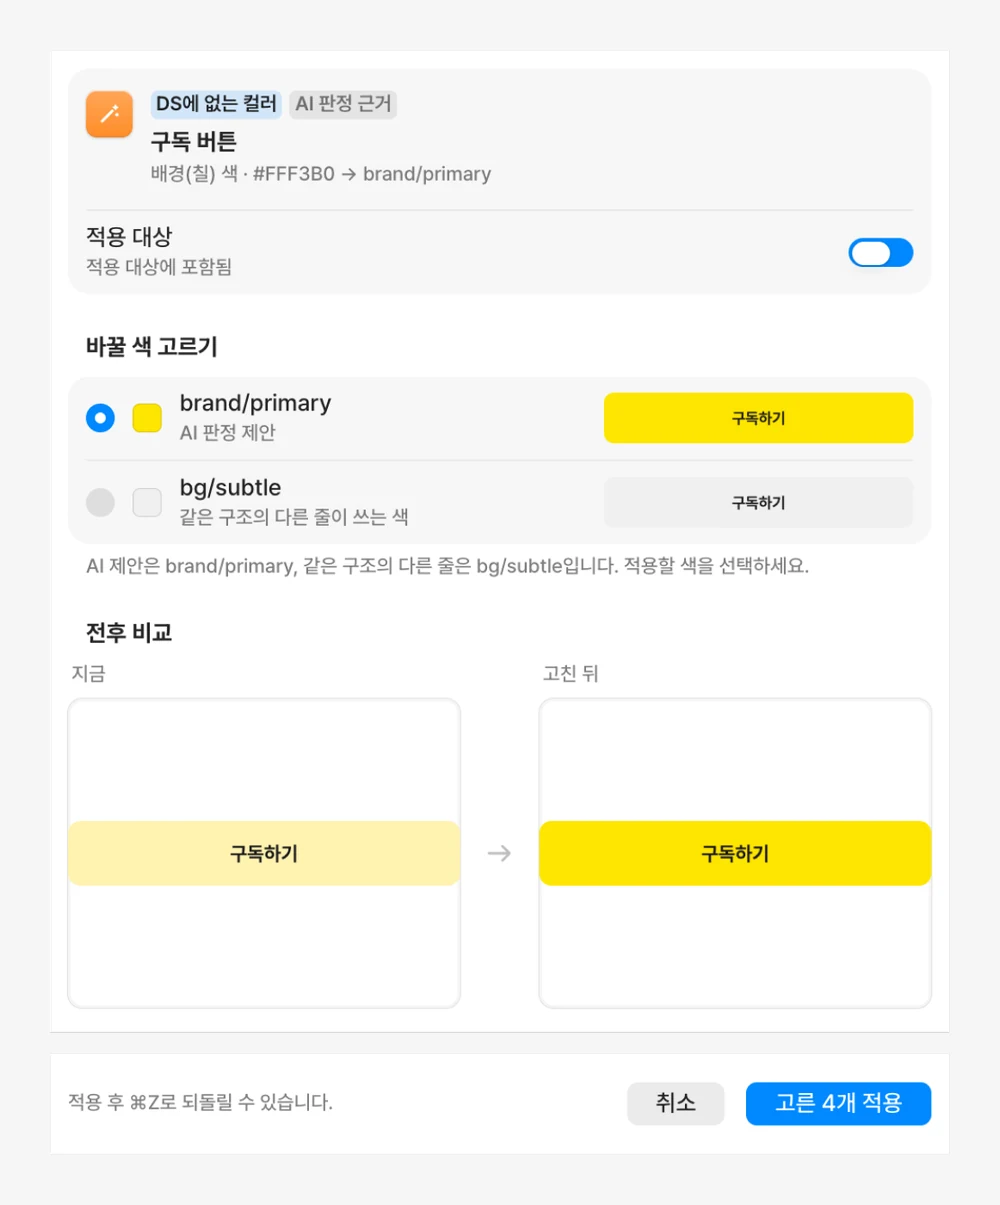 DS에 없는 컬러 AI 판정 근거
구독 버튼
배경(칠) 색 · #FFF3B0 → brand/primary
적용 대상
적용 대상에 포함됨
바꿀 색 고르기
brand/primary
AI 판정 제안
구독하기
bg/subtle
같은 구조의 다른 줄이 쓰는 색
구독하기
AI 제안은 brand/primary, 같은 구조의 다른 줄은 bg/subtle입니다. 적용할 색을 선택하세요.
전후 비교
지금
고친 뒤
구독하기
→
구독하기
적용 후 ⌘Z로 되돌릴 수 있습니다.
취소
고른 4개 적용